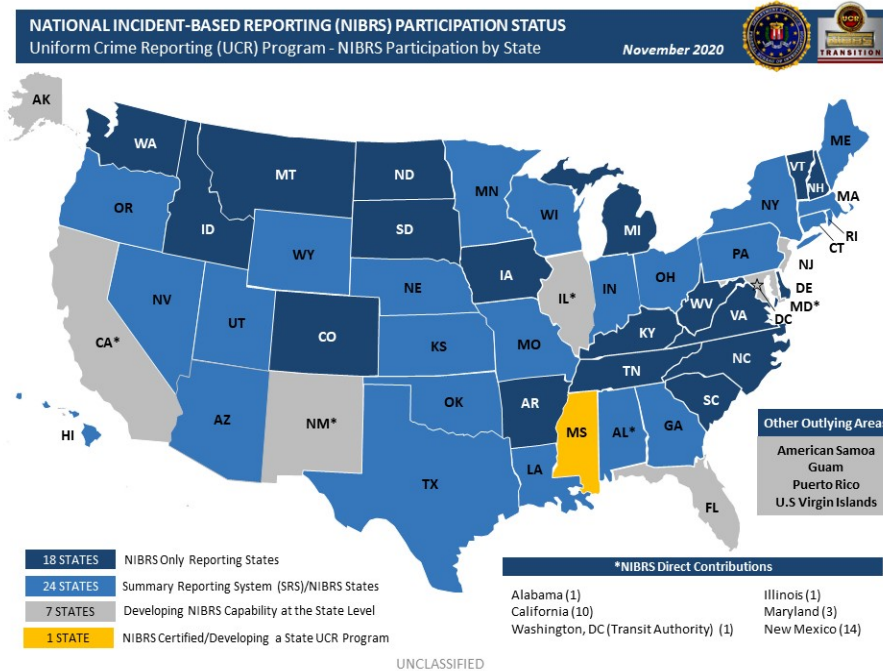 NATIONAL INCIDENT-BASED REPORTING (NIBRS) PARTICIPATION STATUS
Uniform Crime Reporting (UCR) Program - NIBRS Participation by State
November 2020
UCR
TRANSITION
AK
WA
MT
ND
MN
ME
VT
NH
OR
ID
WY
SD
WI
MI
NY
MA
RI
CT
IA
PA
NJ
NV
UT
CO
NE
IL*
IN
OH
DE
MD*
DC
WV
VA
CA*
KS
MO
KY
NC
TN
AZ
NM*
OK
AR
SC
HI
TX
LA
MS
AL*
GA
FL
Other Outlying Areas
American Samoa
Guam
Puerto Rico
U.S Virgin Islands
18 STATES NIBRS Only Reporting States
24 STATES Summary Reporting System (SRS)/NIBRS States
7 STATES Developing NIBRS Capability at the State Level
1 STATE NIBRS Certified/Developing a State UCR Program
*NIBRS Direct Contributions
Alabama (1) Illinois (1)
California (10) Maryland (3)
Washington, DC (Transit Authority) (1) New Mexico (14)
UNCLASSIFIED